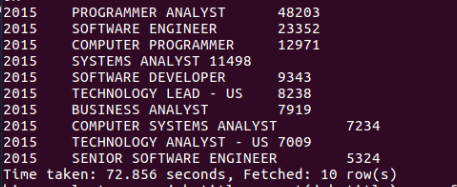 2015 PROGRAMMER ANALYST 48203
2015 SOFTWARE ENGINEER 23352
2015 COMPUTER PROGRAMMER 12971
2015 SYSTEMS ANALYST 11498
2015 SOFTWARE DEVELOPER 9343
2015 TECHNOLOGY LEAD - US 8238
2015 BUSINESS ANALYST 7919
2015 COMPUTER SYSTEMS ANALYST 7234
2015 TECHNOLOGY ANALYST - US 7009
2015 SENIOR SOFTWARE ENGINEER 5324
Time taken: 72.856 seconds, Fetched: 10 row(s)